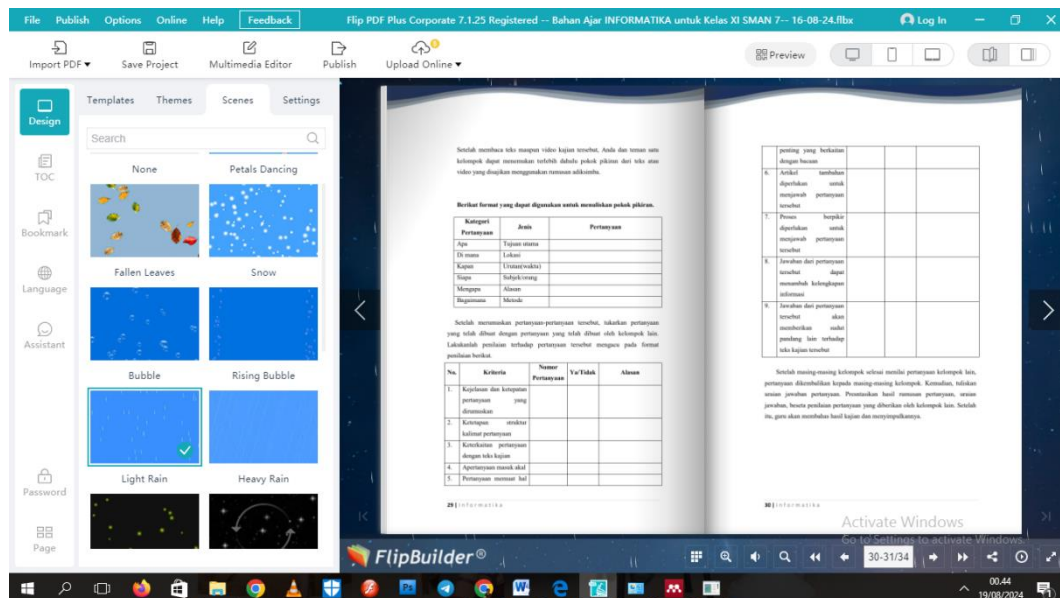 File Publish Options Online Help Feedback
Flip PDF Plus Corporate 7.1.25 Registered -- Bahan Ajar INFORMATIKA untuk Kelas XI SMAN 7-- 16-08-24.flbx
Log In
Import PDF
Save Project
Multimedia Editor
Publish
Upload Online
Preview
Design
TOC
Bookmark
Language
Assistant
Password
Page
Templates Themes Scenes Settings
Search
None
Petals Dancing
Fallen Leaves
Snow
Bubble
Rising Bubble
Light Rain
Heavy Rain
Setelah membaca teks maupun video kajian tersebut, Anda dan teman satu
kelompok dapat menemukan terlebih dahulu pokok pikiran dari teks atau
video yang disajikan menggunakan rumusan adiksimba.
Berikut format yang dapat digunakan untuk menuliskan pokok pikiran.
Kategori Pertanyaan Jenis Pertanyaan
Apa Tujuan utama
Di mana Lokasi
Kapan Urutan(waktu)
Siapa Subjek/orang
Mengapa Alasan
Bagaimana Metode
Setelah merumuskan pertanyaan-pertanyaan tersebut, tukarkan pertanyaan
yang telah dibuat dengan pertanyaan yang telah dibuat oleh kelompok lain.
Lakukanlah penilaian terhadap pertanyaan tersebut mengacu pada format
penilaian berikut.
No. Kriteria Nomor Pertanyaan Ya/Tidak Alasan
1. Kejelasan dan ketepatan
pertanyaan yang
dirumuskan
2. Ketetapan struktur
kalimat pertanyaan
3. Keterkaitan pertanyaan
dengan teks kajian
4. Apertanyaan masuk akal
5. Pertanyaan memuat hal
29 | Informatika
penting yang berkaitan
dengan bacaan
6. Artikel tambahan
diperlukan untuk
menjawab pertanyaan
tersebut
7. Proses berpikir
diperlukan untuk
menjawab pertanyaan
tersebut
8. Jawaban dari pertanyaan
tersebut dapat
menambah kelengkapan
informasi
9. Jawaban dari pertanyaan
tersebut akan
memberikan sudut
pandang lain terhadap
teks kajian tersebut
Setelah masing-masing kelompok selesai menilai pertanyaan kelompok lain,
pertanyaan dikembalikan kepada masing-masing kelompok. Kemudian, tuliskan
uraian jawaban pertanyaan. Presentasikan hasil rumusan pertanyaan, uraian
jawaban, beserta penilaian pertanyaan yang diberikan oleh kelompok lain. Setelah
itu, guru akan membahas hasil kajian dan menyimpulkannya.
30 | Informatika
Activate Windows
Go to Settings to activate Windows.
FlipBuilder®
30-31/34
00.44
19/08/2024